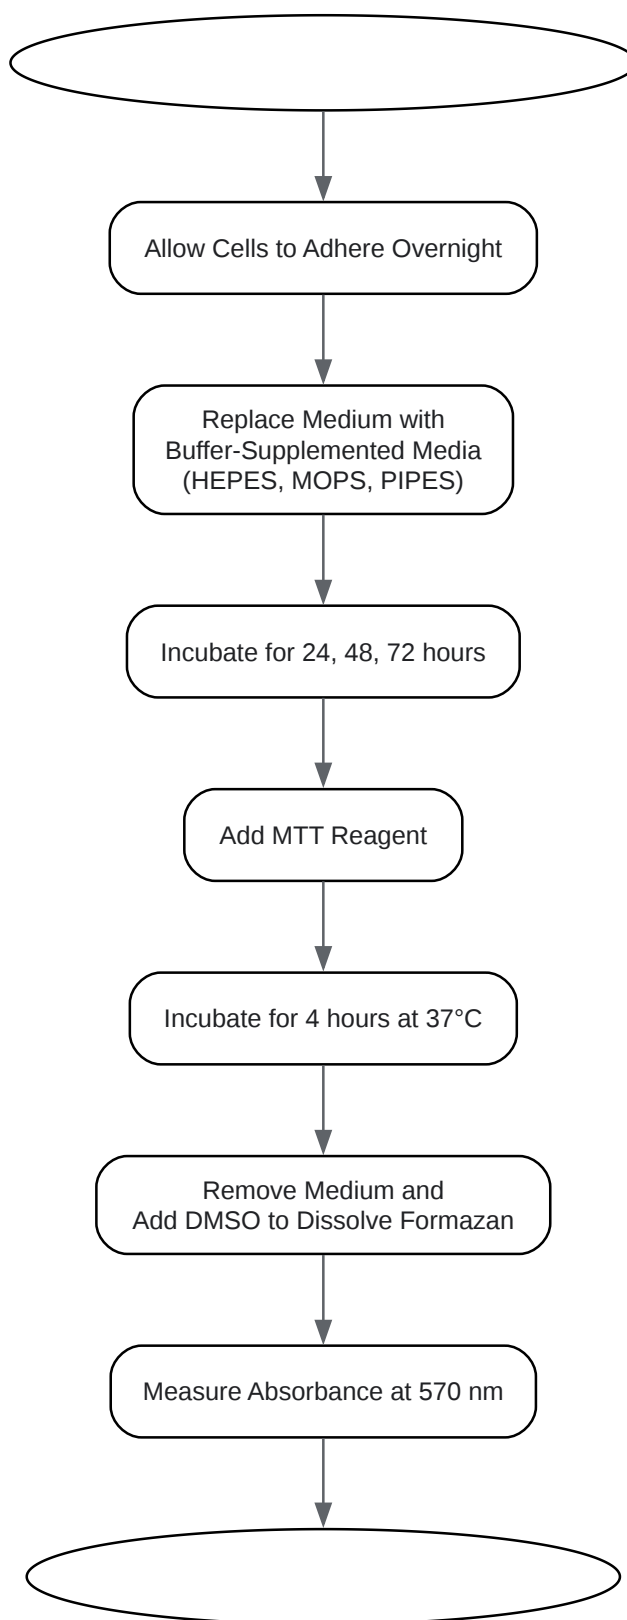 Allow Cells to Adhere Overnight
Replace Medium with
Buffer-Supplemented Media
(HEPES, MOPS, PIPES)
Incubate for 24, 48, 72 hours
Add MTT Reagent
Incubate for 4 hours at 37°C
Remove Medium and
Add DMSO to Dissolve Formazan
Measure Absorbance at 570 nm